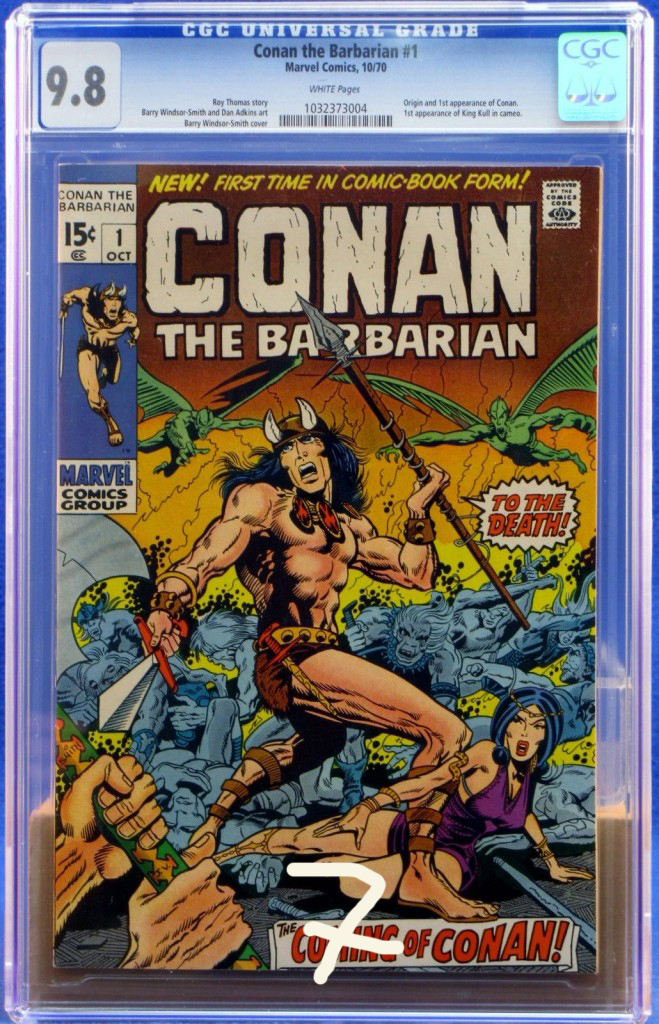 CGC UNIVERSAL GRADE
9.8
Conan the Barbarian #1
Marvel Comics, 10/70
WHITE Pages
Roy Thomas story
Barry Windsor-Smith and Dan Adkins art
Barry Windsor-Smith cover
1032373004
Origin and 1st appearance of Conan.
1st appearance of King Kull in cameo.
CGC
CONAN THE
BARBARIAN
15¢
1
OCT
CC
NEW! FIRST TIME IN COMIC-BOOK FORM!
APPROVED
BY THE
COMICS
CODE
AUTHORITY
CONAN
THE BARBARIAN
MARVEL
COMICS
GROUP
TO THE
DEATH!
7
THE COMING OF CONAN!